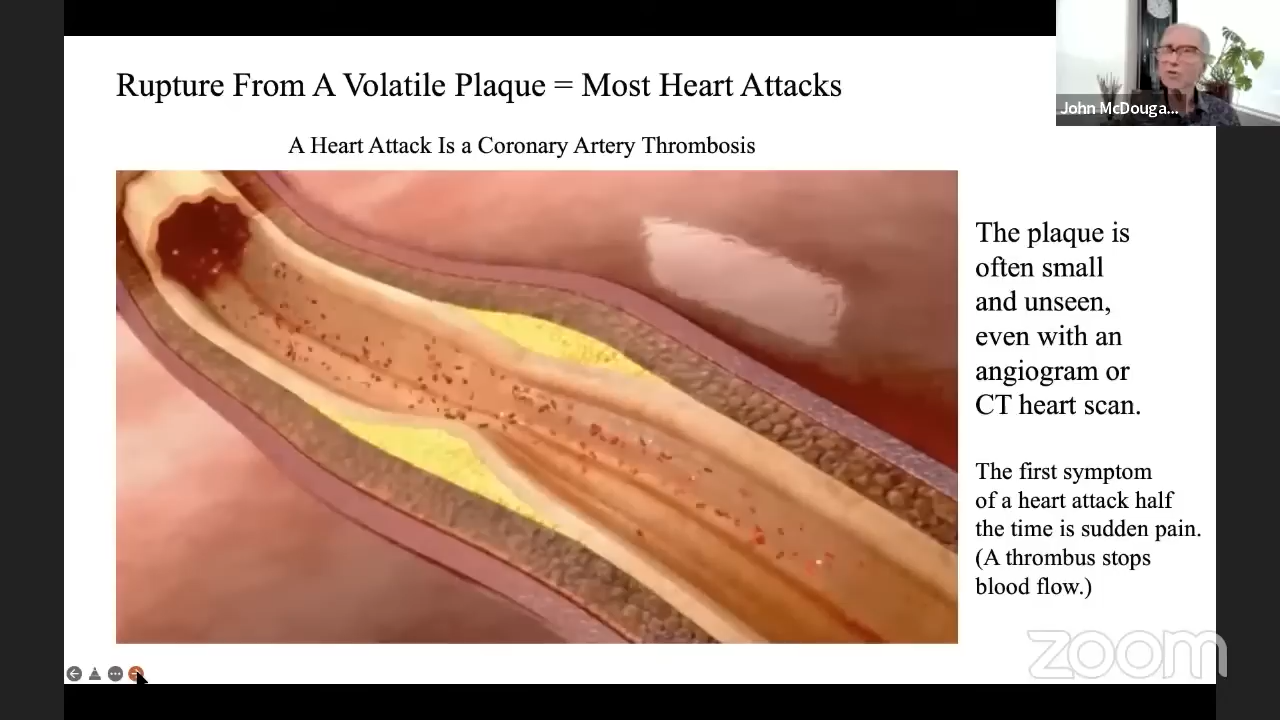 Rupture From A Volatile Plaque = Most Heart Attacks
John McDouga...
A Heart Attack Is a Coronary Artery Thrombosis
The plaque is
often small
and unseen,
even with an
angiogram or
CT heart scan.
The first symptom
of a heart attack half
the time is sudden pain.
(A thrombus stops
blood flow.)
zoom